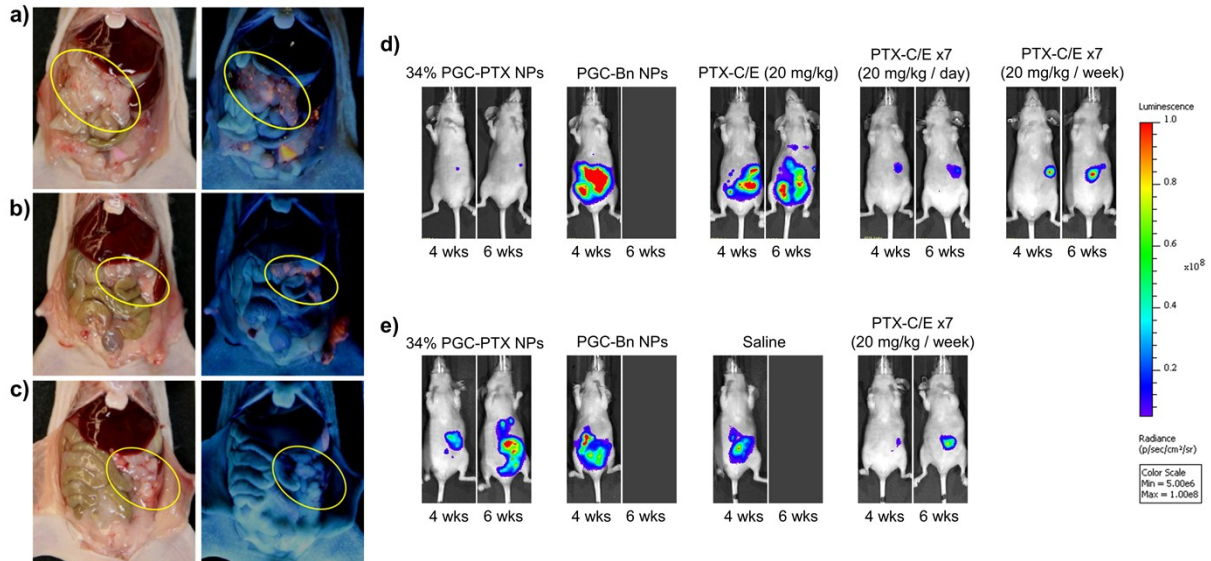 a)
b)
c)
d)
34% PGC-PTX NPs
PGC-Bn NPs
PTX-C/E (20 mg/kg)
PTX-C/E x7
(20 mg/kg / day)
PTX-C/E x7
(20 mg/kg / week)
4 wks 6 wks
4 wks 6 wks
4 wks 6 wks
4 wks 6 wks
4 wks 6 wks
e)
34% PGC-PTX NPs
PGC-Bn NPs
Saline
PTX-C/E x7
(20 mg/kg / week)
4 wks 6 wks
4 wks 6 wks
4 wks 6 wks
4 wks 6 wks
Luminescence
1.0
0.8
0.6
x10⁸
0.4
0.2
Radiance
(p/sec/cm²/sr)
Color Scale
Min = 5.00e6
Max = 1.00e8